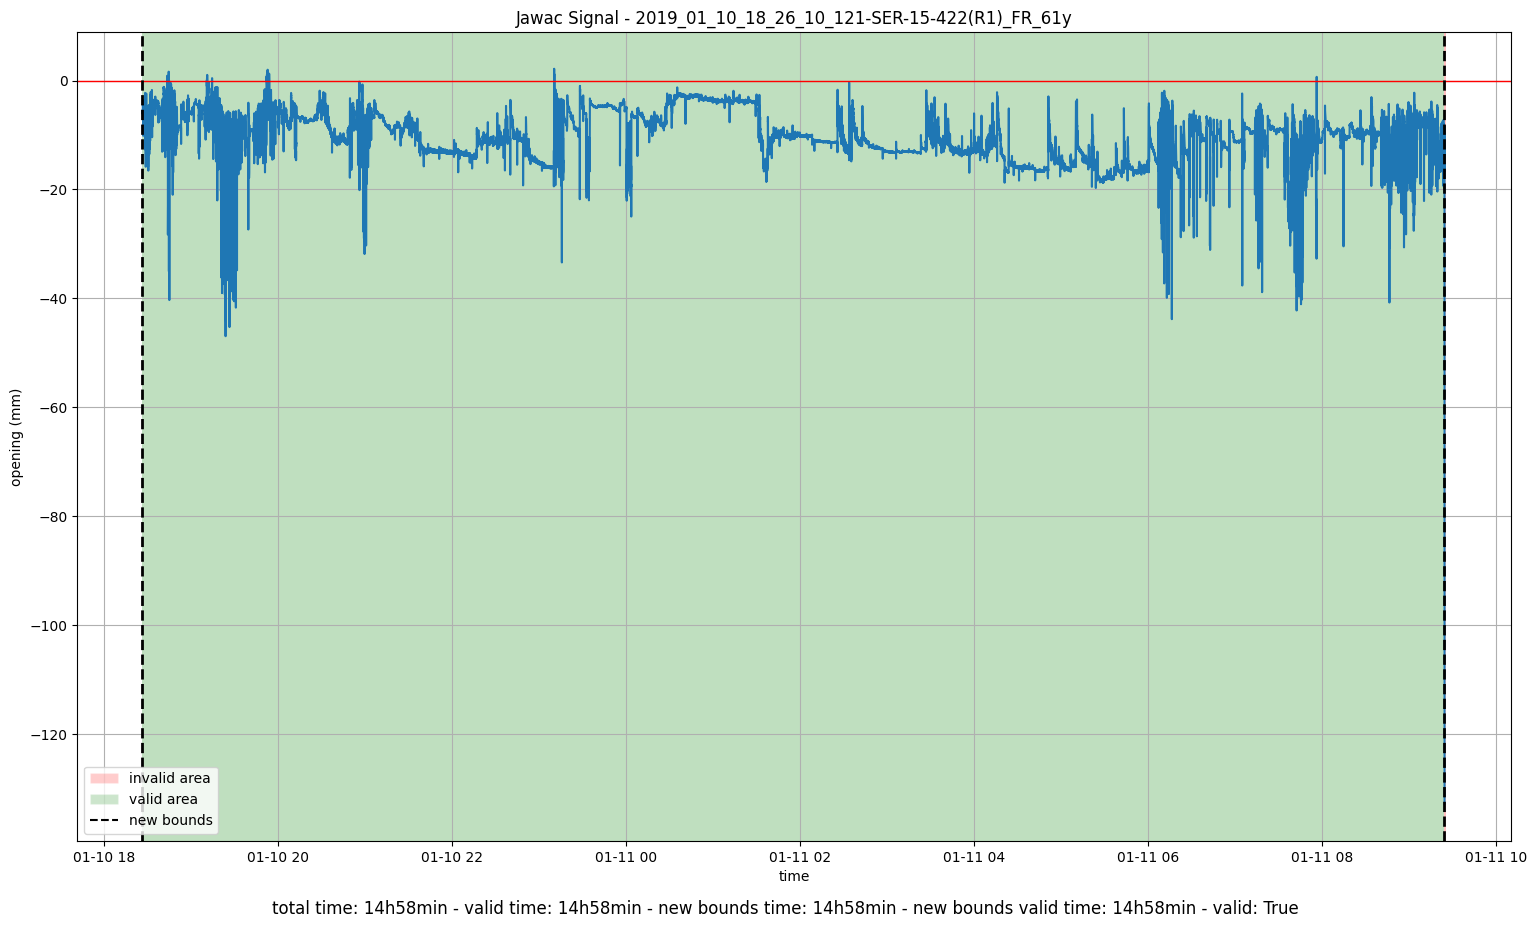 Jawac Signal - 2019_01_10_18_26_10_121-SER-15-422(R1)_FR_61y
opening (mm)
0
−20
−40
−60
−80
−100
−120
invalid area
valid area
new bounds
01-10 18
01-10 20
01-10 22
01-11 00
01-11 02
01-11 04
01-11 06
01-11 08
01-11 10
time
total time: 14h58min - valid time: 14h58min - new bounds time: 14h58min - new bounds valid time: 14h58min - valid: True